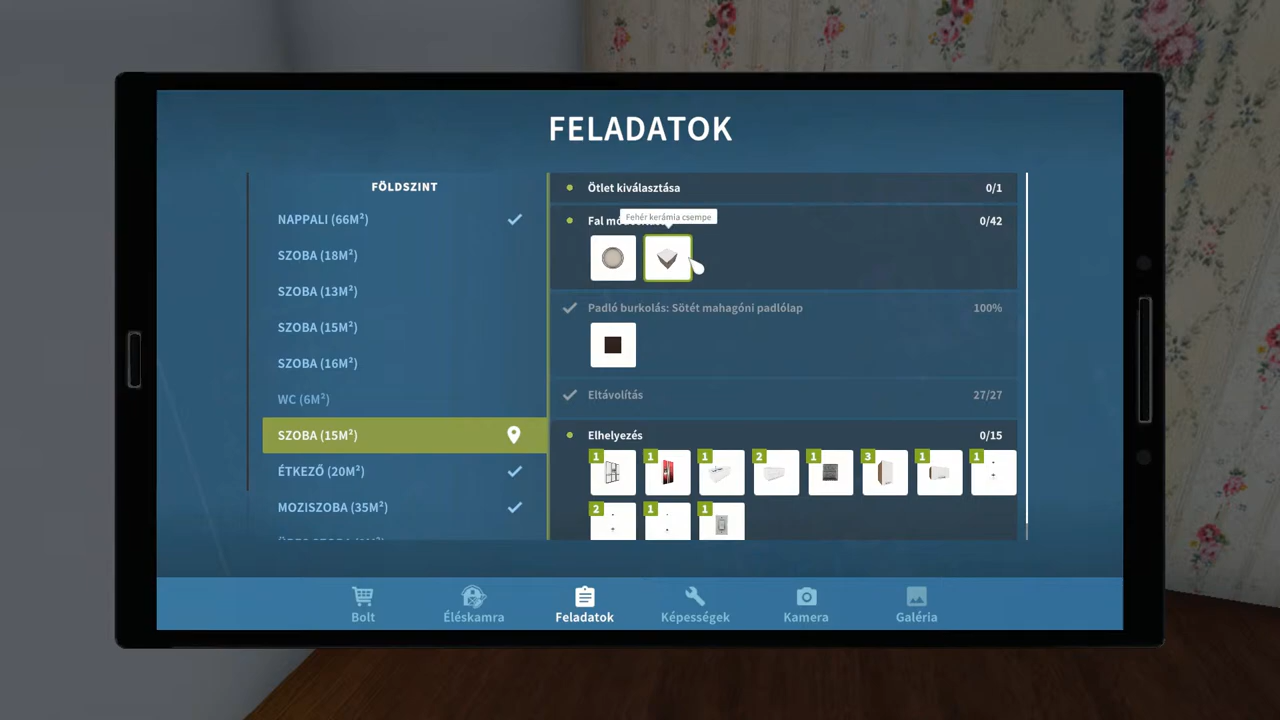 FELADATOK
FÖLDSZINT
NAPPALI (66M²)
SZOBA (18M²)
SZOBA (13M²)
SZOBA (15M²)
SZOBA (16M²)
WC (6M²)
SZOBA (15M²)
ÉTKEZŐ (20M²)
MOZISZOBA (35M²)
Ötlet kiválasztása 0/1
Fehér kerámia csempe
Fal 0/42
Padló burkolás: Sötét mahagóni padlólap 100%
Eltávolítás 27/27
Elhelyezés 0/15
1 1 1 2 1 3 1 1
2 1 1
Bolt Éléskamra Feladatok Képességek Kamera Galéria